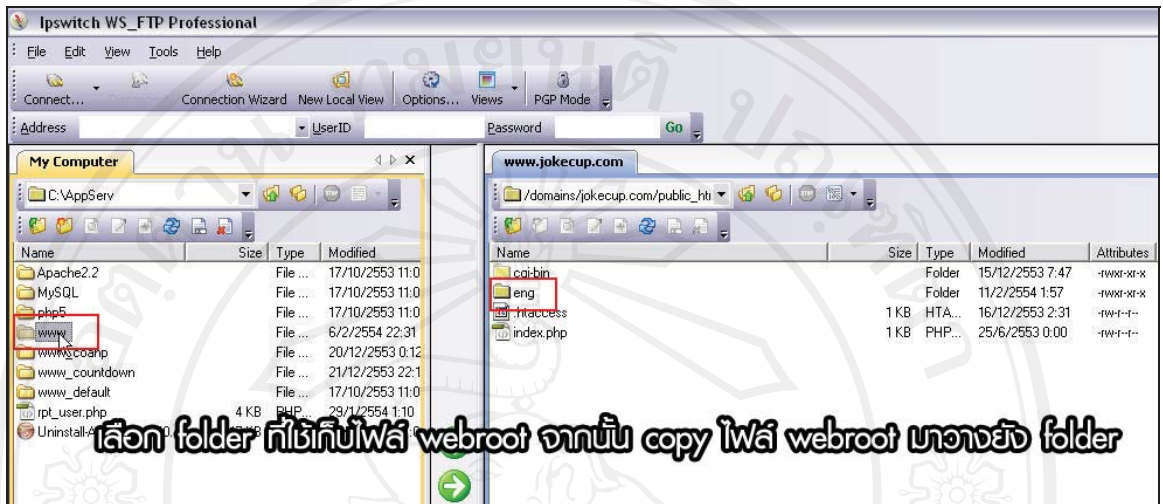 Ipswitch WS_FTP Professional
File Edit View Tools Help
Connect... Connection Wizard New Local View Options... Views PGP Mode
Address UserID Password Go
My Computer
www.jokecup.com
C:\AppServ
/domains/jokecup.com/public_ht
Name Size Type Modified
Name Size Type Modified Attributes
Apache2.2 File ... 17/10/2553 11:0
MySQL File ... 17/10/2553 11:0
php5 File ... 17/10/2553 11:0
www File ... 6/2/2554 22:31
www_coanp File ... 20/12/2553 0:12
www_countdown File ... 21/12/2553 22:1
www_default File ... 17/10/2553 11:0
rpt_user.php 4 KB PHP... 29/1/2554 1:10
Uninstall-A
cgi-bin Folder 15/12/2553 7:47 -rwxr-xr-x
eng Folder 11/2/2554 1:57 -rwxr-xr-x
.htaccess 1 KB HTA... 16/12/2553 2:31 -rw-r--r--
index.php 1 KB PHP... 25/6/2553 0:00 -rw-r--r--
เลือก folder ที่ใช้เก็บไฟล์ webroot จากนั้น copy ไฟล์ webroot มาวางยัง folder